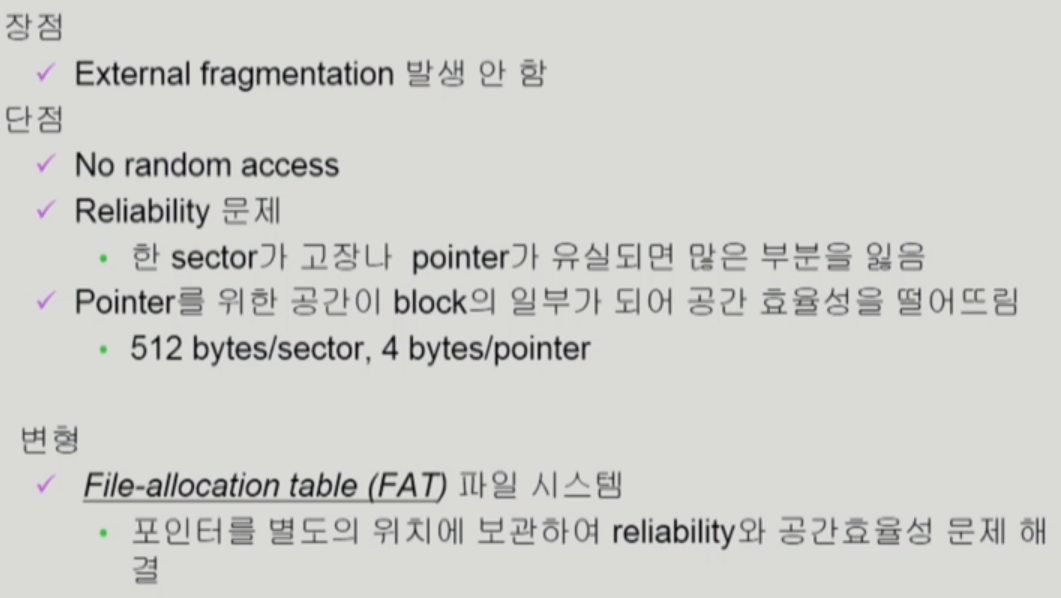 장점
✓ External fragmentation 발생 안 함
단점
✓ No random access
✓ Reliability 문제
• 한 sector가 고장나 pointer가 유실되면 많은 부분을 잃음
✓ Pointer를 위한 공간이 block의 일부가 되어 공간 효율성을 떨어뜨림
• 512 bytes/sector, 4 bytes/pointer
변형
✓ File-allocation table (FAT) 파일 시스템
• 포인터를 별도의 위치에 보관하여 reliability와 공간효율성 문제 해
결